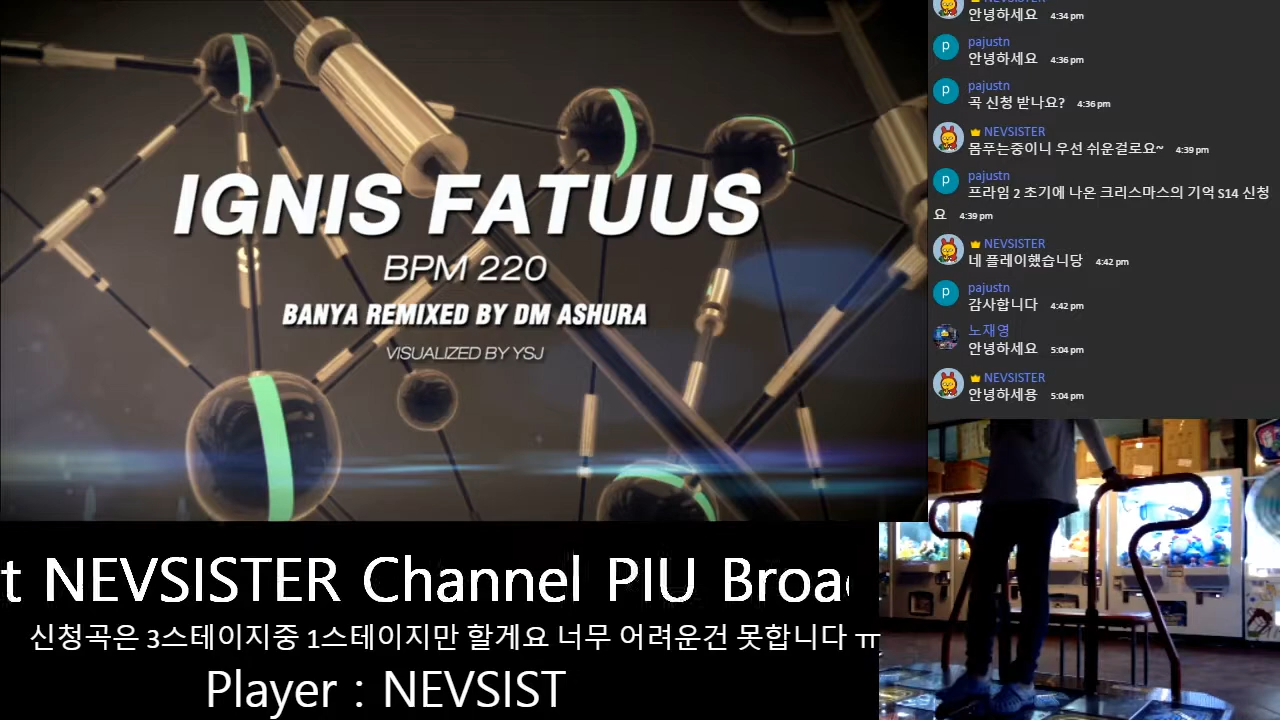 IGNIS FATUUS
BPM 220
BANYA REMIXED BY DM ASHURA
VISUALIZED BY YSJ
NEVSISTER
안녕하세요 4:34 pm
P
pajustn
안녕하세요 4:36 pm
P
pajustn
곡 신청 받나요? 4:36 pm
NEVSISTER
몸푸는중이니 우선 쉬운걸로요~ 4:39 pm
P
pajustn
프라임 2 초기에 나온 크리스마스의 기억 S14 신청
요 4:39 pm
NEVSISTER
네 플레이했습니당 4:42 pm
P
pajustn
감사합니다 4:42 pm
노재영
안녕하세요 5:04 pm
NEVSISTER
안녕하세용 5:04 pm
t NEVSISTER Channel PIU Broad
신청곡은 3스테이지중 1스테이지만 할게요 너무 어려운건 못합니다 ㅠ
Player : NEVSIST